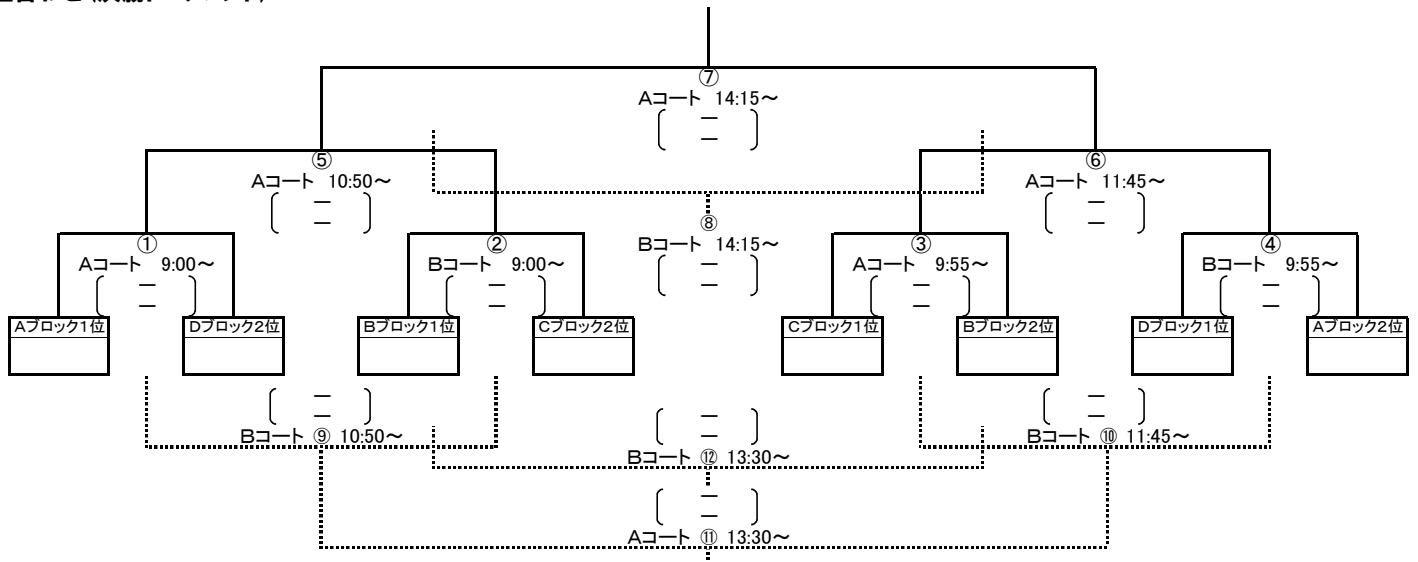 ⑦
Aコート 14:15～
⑤
⑥
Aコート 10:50～
Aコート 11:45～
⑧
Bコート 14:15～
①
②
③
④
Aコート 9:00～
Bコート 9:00～
Aコート 9:55～
Bコート 9:55～
Aブロック1位
Dブロック2位
Bブロック1位
Cブロック2位
Cブロック1位
Bブロック2位
Dブロック1位
Aブロック2位
Bコート ⑨ 10:50～
Bコート ⑩ 11:45～
Bコート ⑫ 13:30～
Aコート ⑪ 13:30～